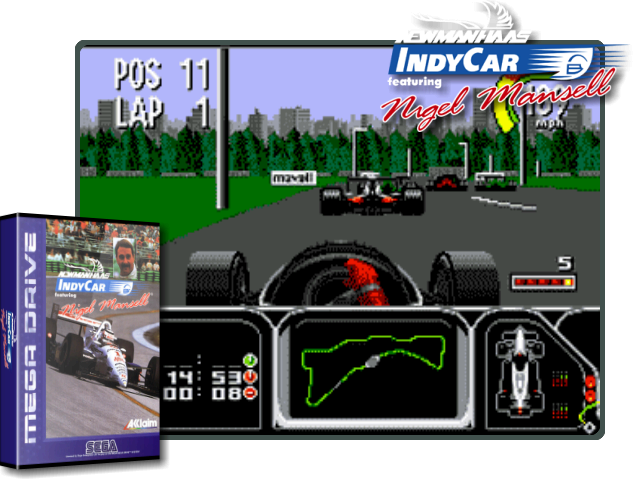 NEWMAN HAAS
INDYCAR
featuring
Nigel Mansell
POS 11
LAP 1
mph
5
14 53
00 08
MEGA DRIVE
NEWMAN HAAS
INDYCAR
featuring
Nigel Mansell
AKKlaim
SEGA